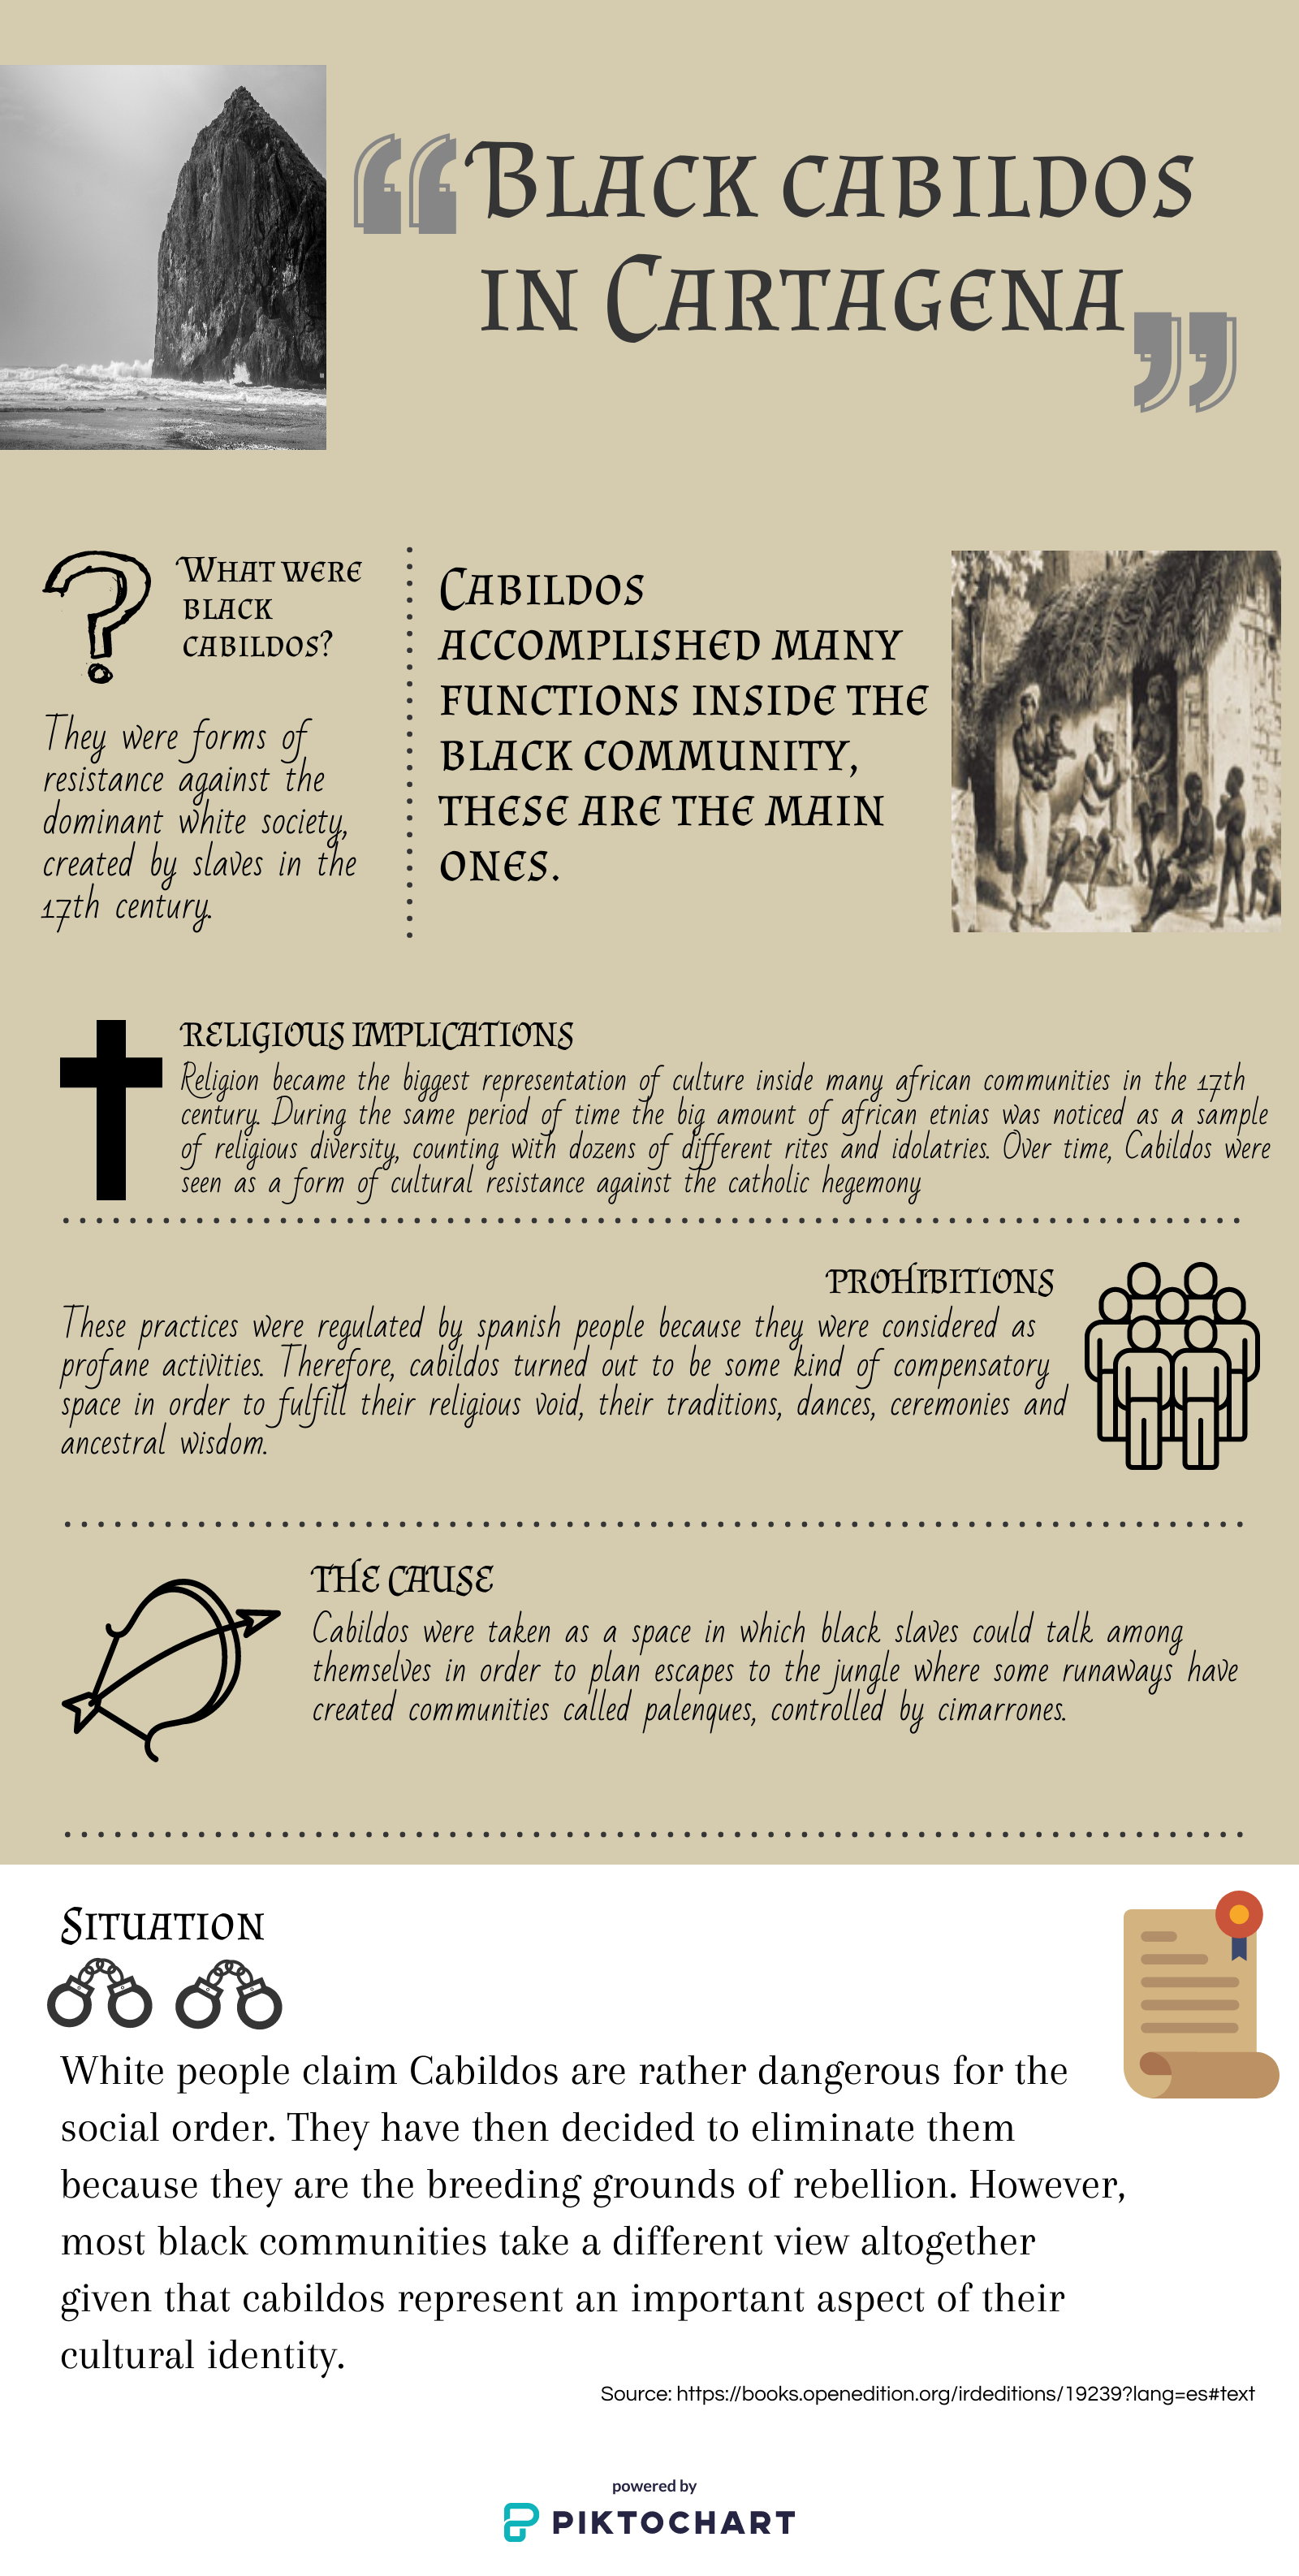 Black cabildos
in Cartagena
What were
black
cabildos?
They were forms of
resistance against the
dominant white society,
created by slaves in the
17th century.
Cabildos
accomplished many
functions inside the
black community,
these are the main
ones.
RELIGIOUS IMPLICATIONS
Religion became the biggest representation of culture inside many african communities in the 17th
century. During the same period of time the big amount of african etnias was noticed as a sample
of religious diversity, counting with dozens of different rites and idolatries. Over time, Cabildos were
seen as a form of cultural resistance against the catholic hegemony
PROHIBITIONS
These practices were regulated by spanish people because they were considered as
profane activities. Therefore, cabildos turned out to be some kind of compensatory
space in order to fulfill their religious void, their traditions, dances, ceremonies and
ancestral wisdom.
THE CAUSE
Cabildos were taken as a space in which black slaves could talk among
themselves in order to plan escapes to the jungle where some runaways have
created communities called palenques, controlled by cimarrones.
Situation
White people claim Cabildos are rather dangerous for the
social order. They have then decided to eliminate them
because they are the breeding grounds of rebellion. However,
most black communities take a different view altogether
given that cabildos represent an important aspect of their
cultural identity.
Source: https://books.openedition.org/irdeditions/19239?lang=es#text
powered by
PIKTOCHART